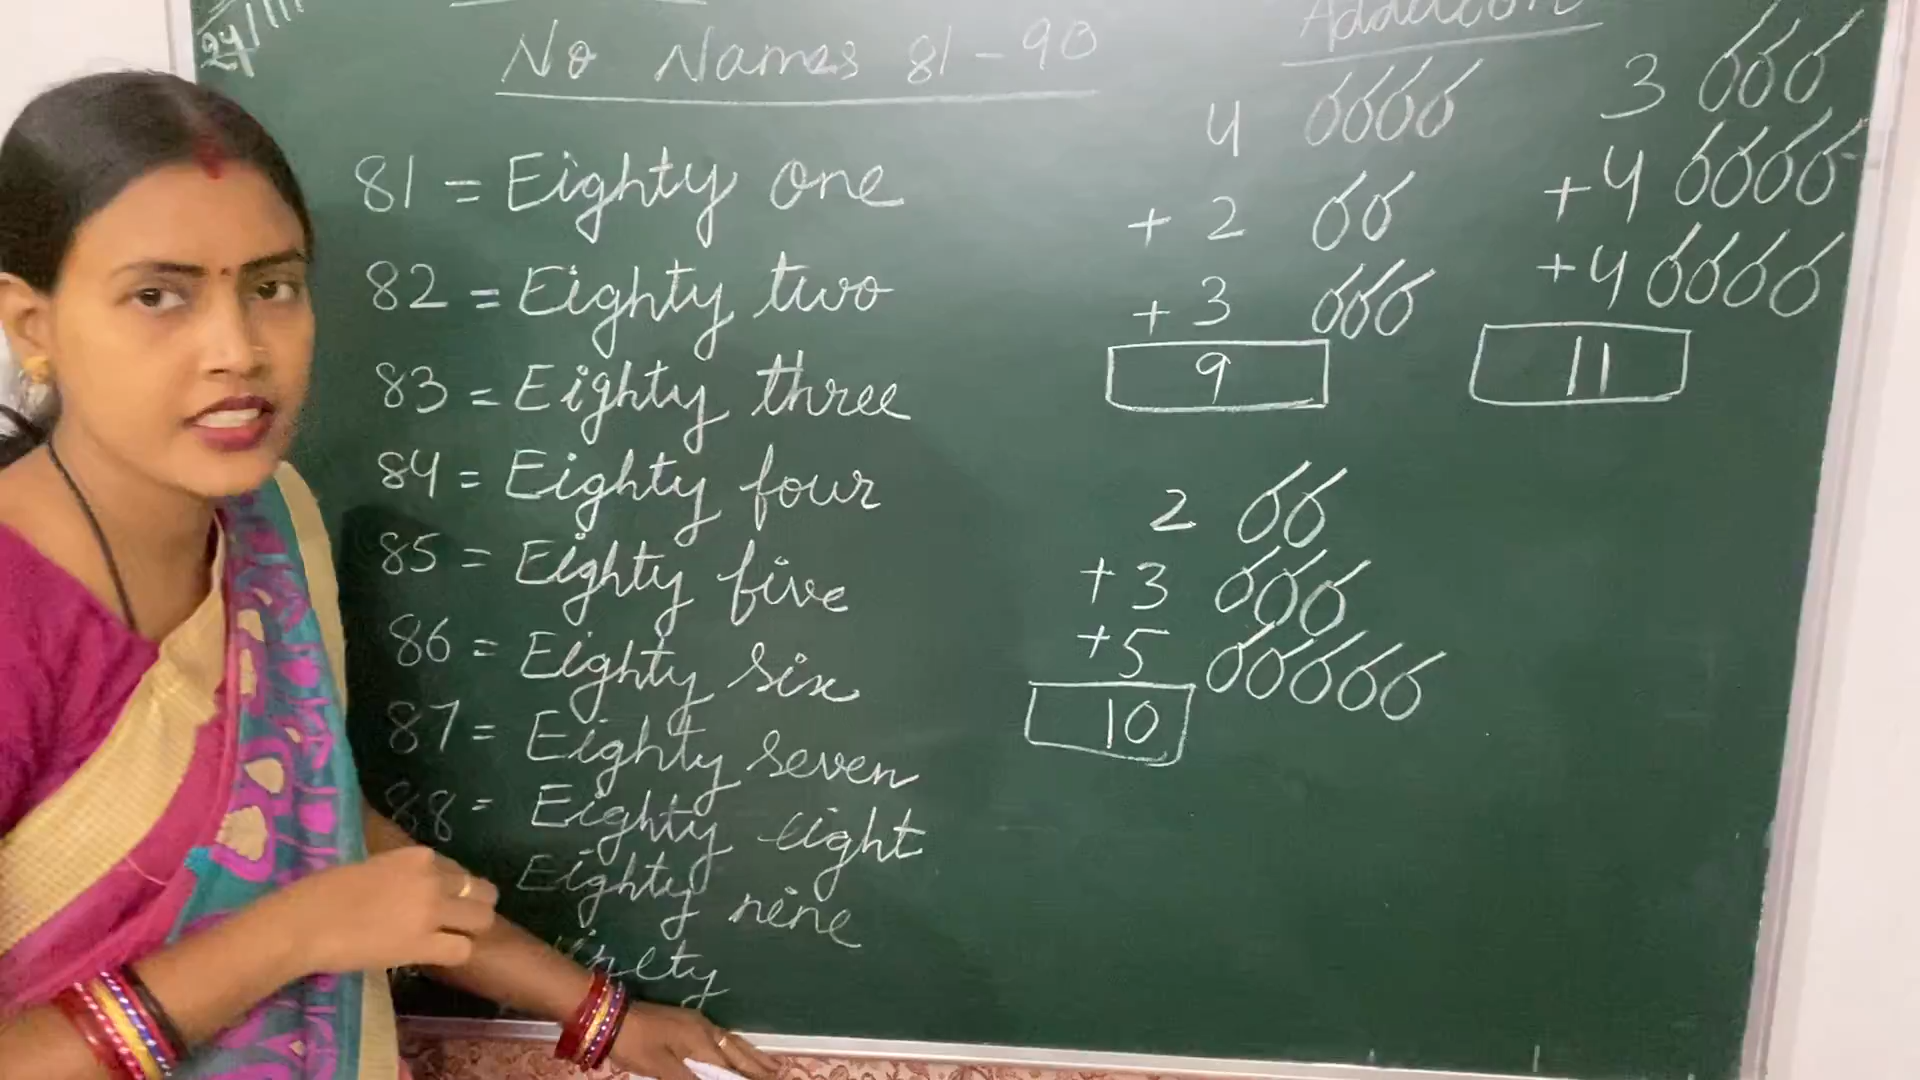 24
No Names 81-90
81 = Eighty one
82 = Eighty two
83 = Eighty three
84 = Eighty four
85 = Eighty five
86 = Eighty six
87 = Eighty seven
88 = Eighty eight
Eighty nine
Addition
4
+ 2
+ 3
9
3
+4
+4
11
2
+3
+5
10